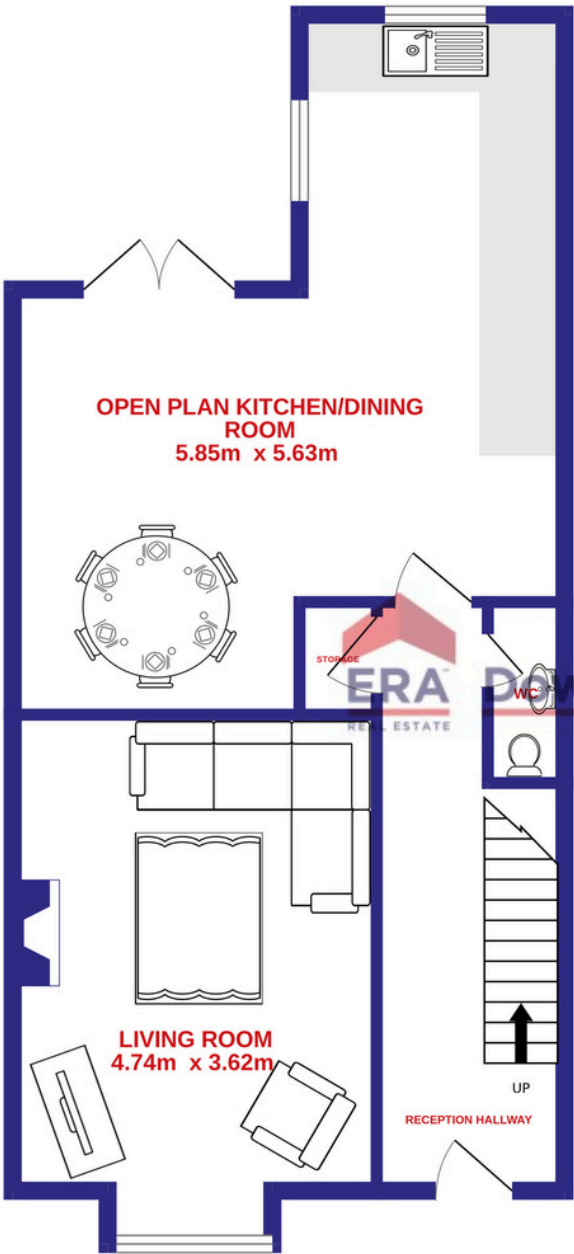 OPEN PLAN KITCHEN/DINING
ROOM
5.85m x 5.63m
STORAGE
WC
ERA™
REAL ESTATE
LIVING ROOM
4.74m x 3.62m
UP
RECEPTION HALLWAY